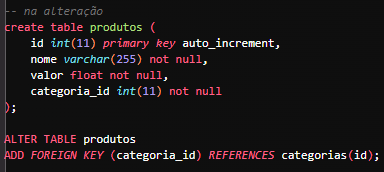 -- na alteração
create table produtos (
    id int(11) primary key auto_increment,
    nome varchar(255) not null,
    valor float not null,
    categoria_id int(11) not null
);

ALTER TABLE produtos
ADD FOREIGN KEY (categoria_id) REFERENCES categorias(id);